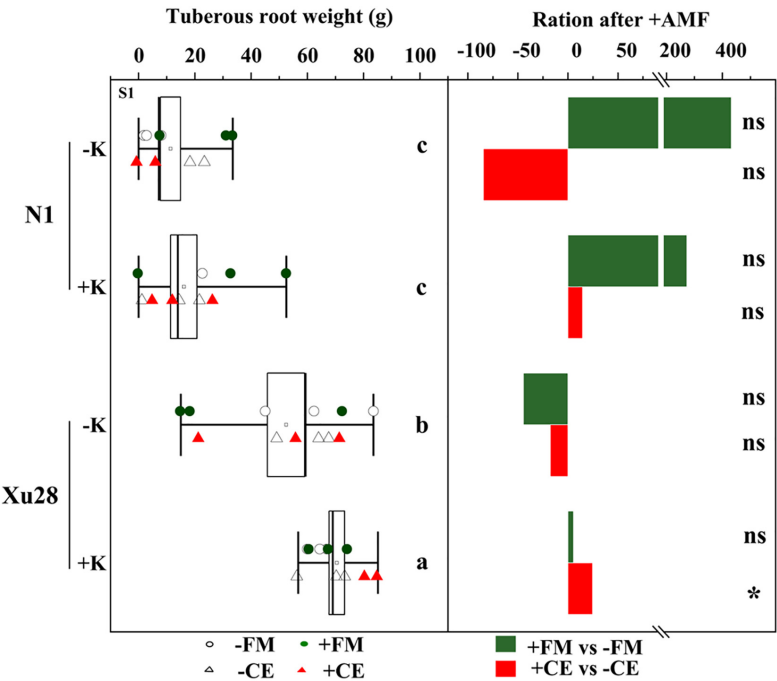 Tuberous root weight (g)
Ration after +AMF
0 20 40 60 80 100
-100 -50 0 50 200 400
S1
N1
-K
c
ns
ns
+K
c
ns
ns
Xu28
-K
b
ns
ns
+K
a
ns
*
-FM +FM
-CE +CE
+FM vs -FM
+CE vs -CE